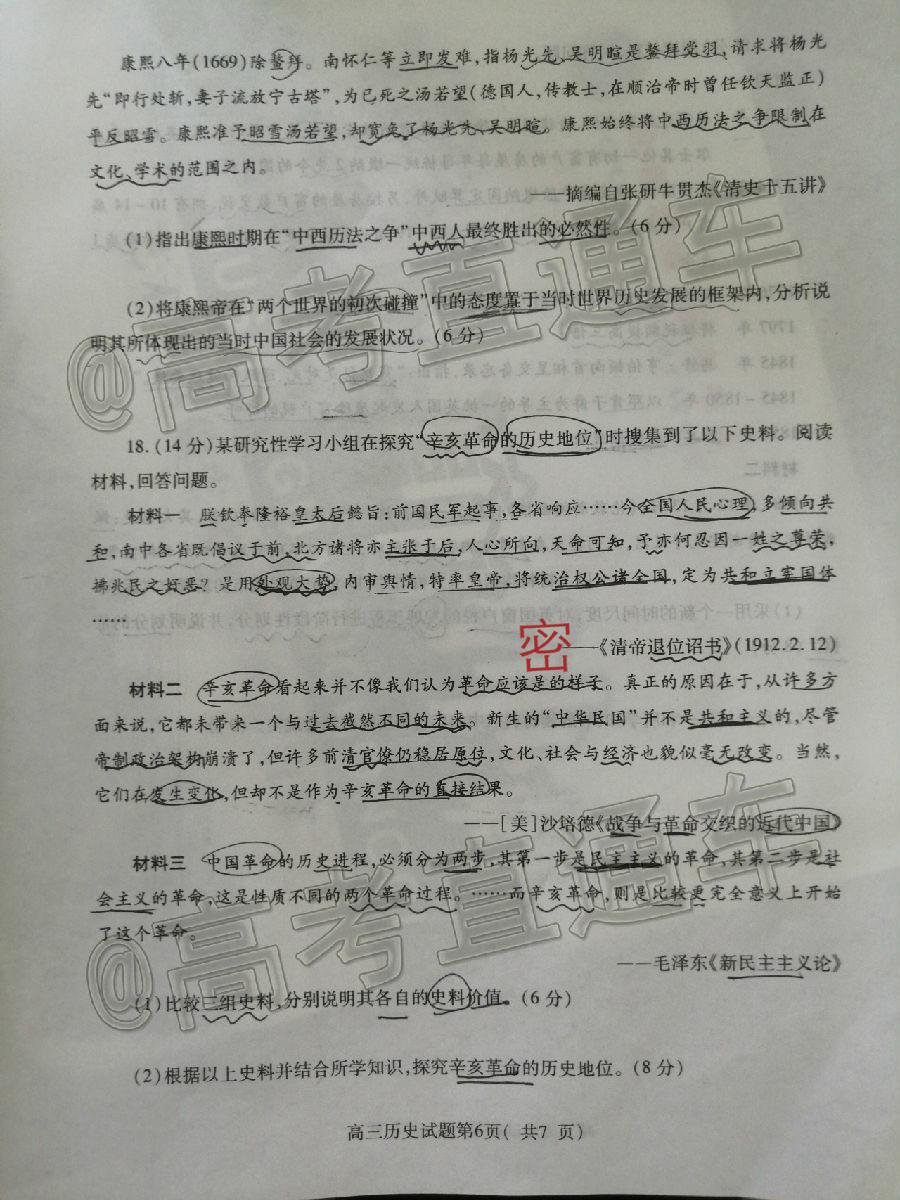 康熙八年(1669)除鳌拜。南怀仁等立即发难,指杨光先、吴明暄是鳌拜党羽,请求将杨光
先“即行处斩,妻子流放宁古塔”,为已死之汤若望(德国人,传教士,在顺治帝时曾任钦天监正)
平反昭雪。康熙准予昭雪汤若望,却宽免了杨光先、吴明暄。康熙始终将中西历法之争限制在
文化、学术的范围之内。
——摘编自张研牛贯杰《清史十五讲》
(1)指出康熙时期在“中西历法之争”中西人最终胜出的必然性。(6分)
(2)将康熙帝在“两个世界的初次碰撞”中的态度置于当时世界历史发展的框架内,分析说
明其所体现出的当时中国社会的发展状况。(6分)
18.(14分)某研究性学习小组在探究“辛亥革命的历史地位”时搜集到了以下史料。阅读
材料,回答问题。
材料一 朕钦奉隆裕皇太后懿旨:前因民军起事,各省响应……今全国人民心理,多倾向共
和,南中各省既倡议于前,北方诸将亦主张于后,人心所向,天命可知,予亦何忍因一姓之尊荣,
拂兆民之好恶?是用外观大势,内审舆情,特率皇帝,将统治权公诸全国,定为共和立宪国体
……
——《清帝退位诏书》(1912.2.12)
材料二 辛亥革命看起来并不像我们认为革命应该是的样子。真正的原因在于,从许多方
面来说,它都未带来一个与过去截然不同的未来。新生的“中华民国”并不是共和主义的,尽管
帝制政治架构崩溃了,但许多前清官僚仍稳居原位,文化、社会与经济也貌似毫无改变。当然,
它们在发生变化,但却不是作为辛亥革命的直接结果。
——[美]沙培德《战争与革命交织的近代中国》
材料三 中国革命的历史进程,必须分为两步,其第一步是民主主义的革命,其第二步是社
会主义的革命,这是性质不同的两个革命过程。……而辛亥革命,则是比较更完全意义上开始
了这个革命。
——毛泽东《新民主主义论》
(1)比较三组史料,分别说明其各自的史料价值。(6分)
(2)根据以上史料并结合所学知识,探究辛亥革命的历史地位。(8分)
高三历史试题第6页( 共7 页)
密
@高考直通车
@高考直通车